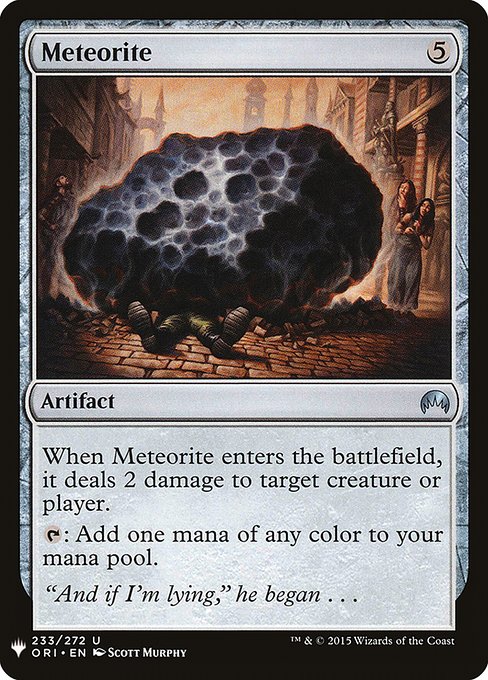 Meteorite 5
Artifact
When Meteorite enters the battlefield,
it deals 2 damage to target creature or
player.
: Add one mana of any color to your
mana pool.
“And if I’m lying,” he began . . .
233/272 U
ORI • EN Scott Murphy
™ & © 2015 Wizards of the Coast